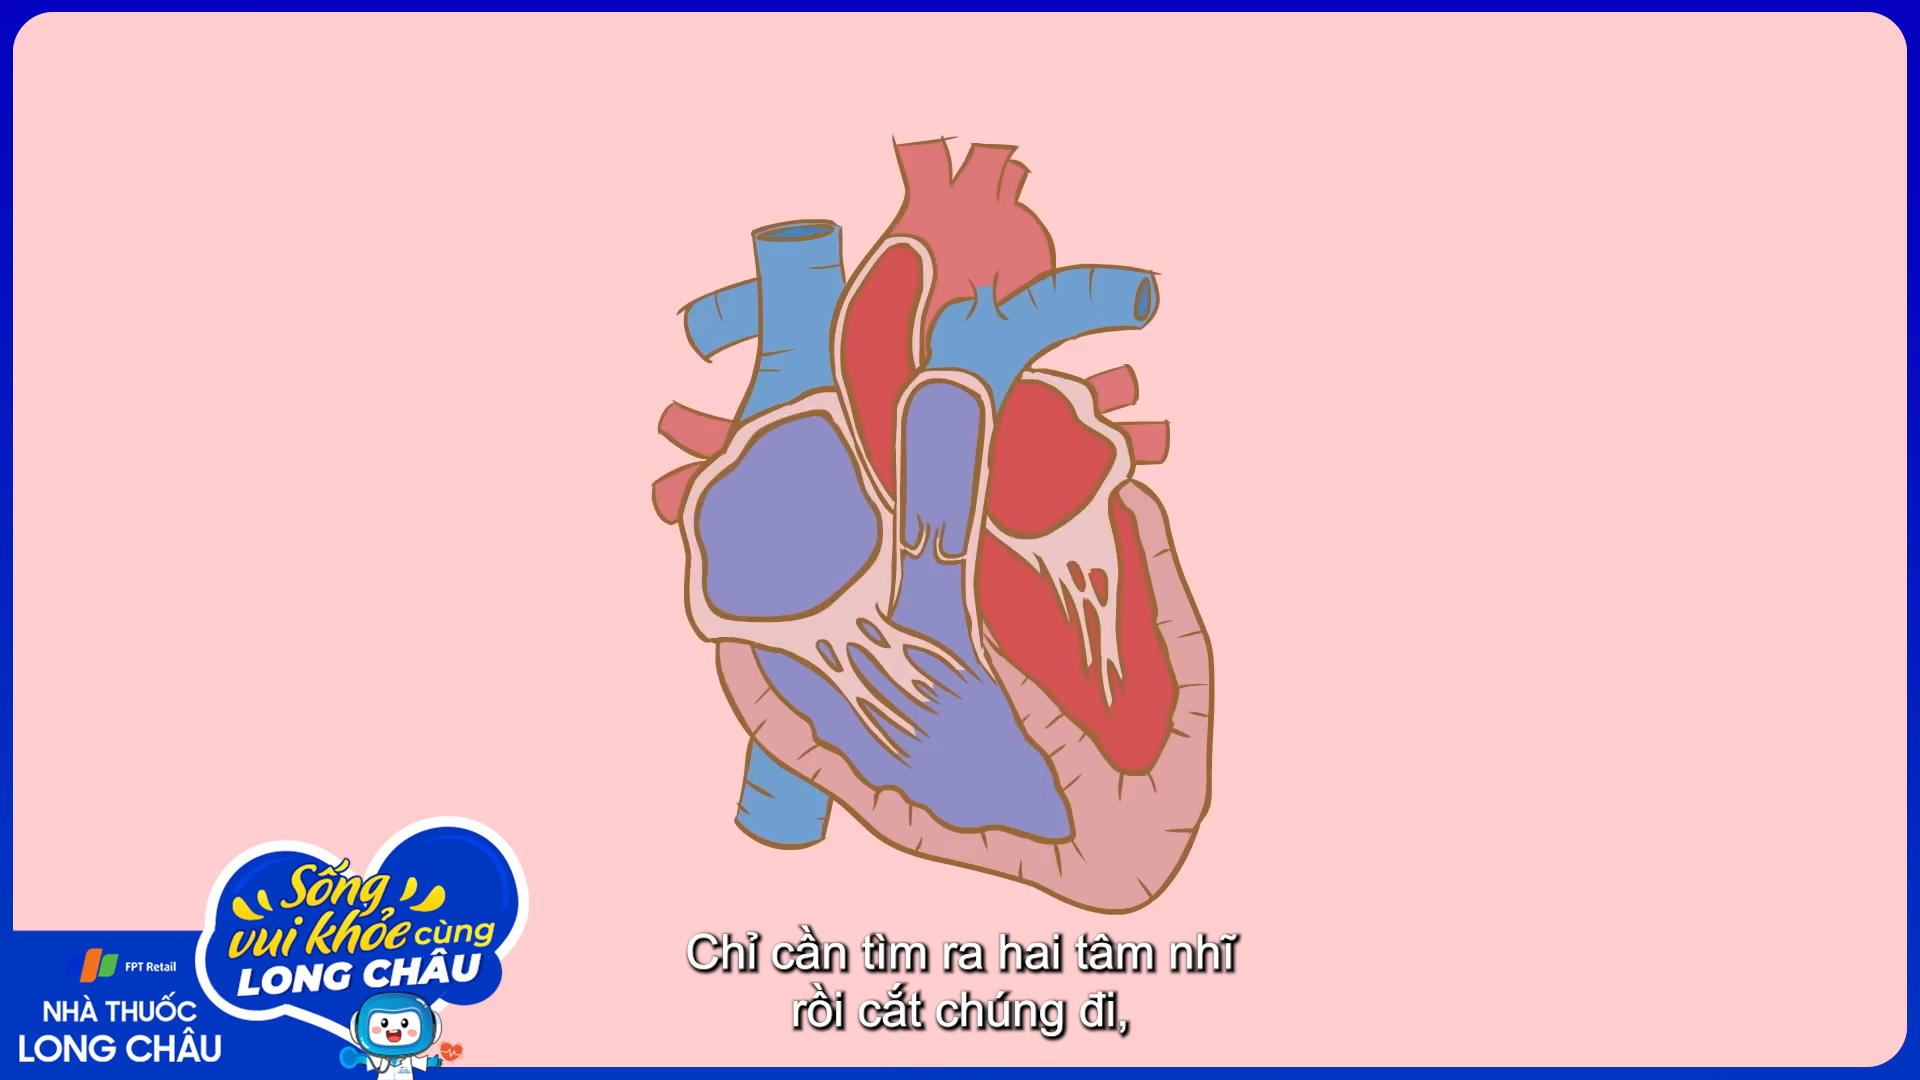 Sống
vui khỏe cùng
LONG CHÂU
FPT Retail
NHÀ THUỐC
LONG CHÂU
Chỉ cần tìm ra hai tâm nhĩ
rồi cắt chúng đi,